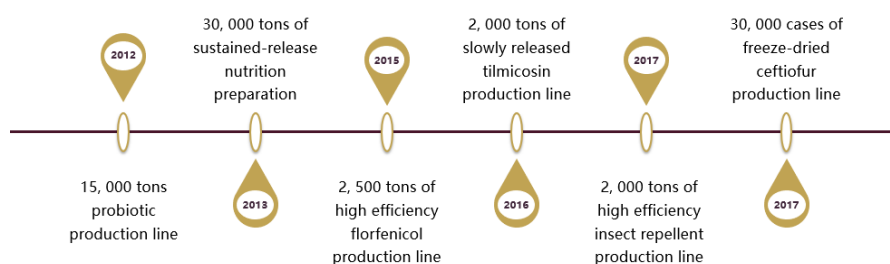 2012
15, 000 tons
probiotic
production line
30, 000 tons of
sustained-release
nutrition
preparation
2013
2015
2, 500 tons of
high efficiency
florfenicol
production line
2, 000 tons of
slowly released
tilmicosin
production line
2016
2017
2, 000 tons of
high efficiency
insect repellent
production line
30, 000 cases of
freeze-dried
ceftiofur
production line
2017